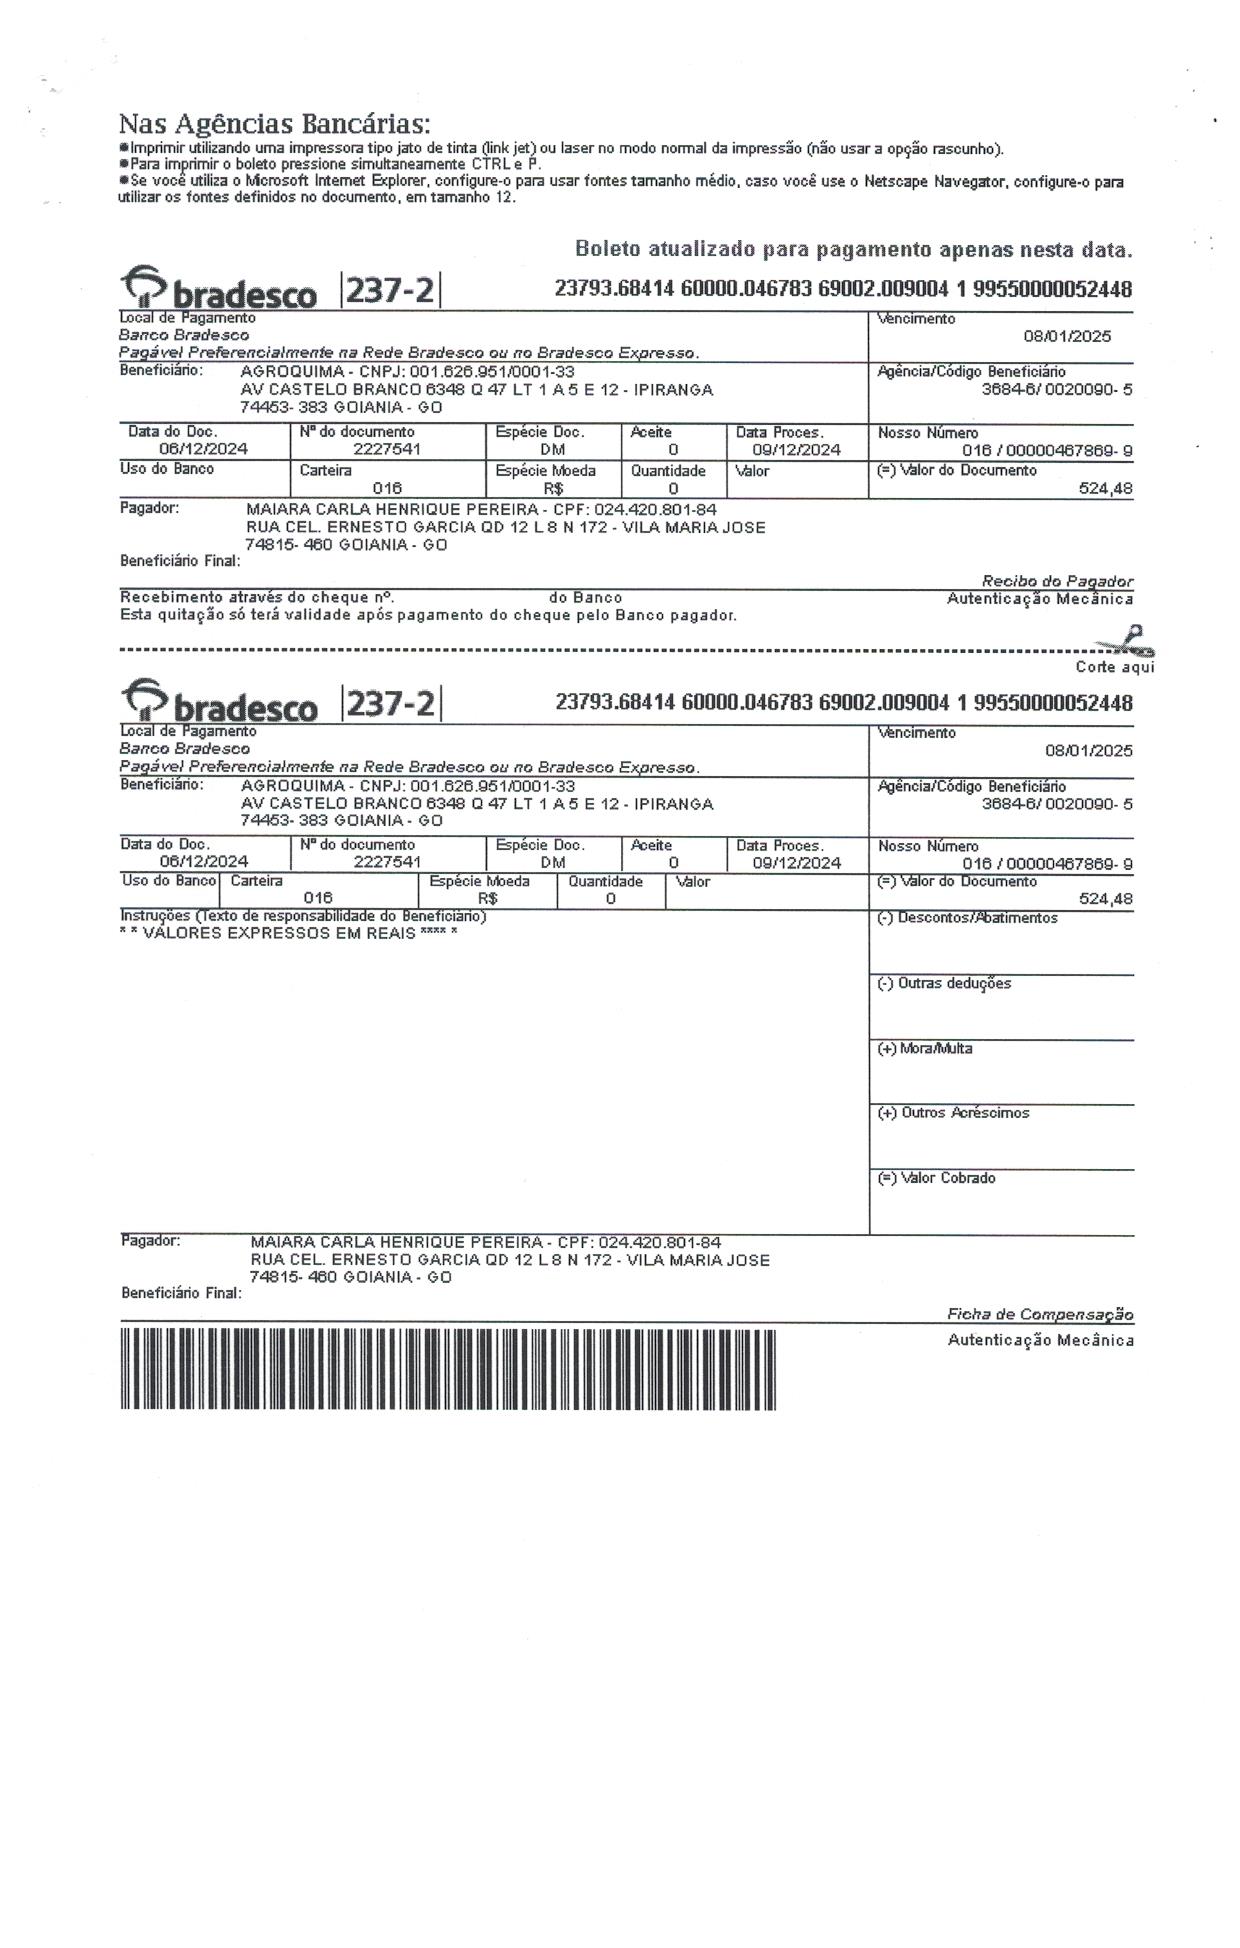 Nas Agências Bancárias:
●Imprimir utilizando uma impressora tipo jato de tinta (link jet) ou laser no modo normal da impressão (não usar a opção rascunho).
●Para imprimir o boleto pressione simultaneamente CTRL e P.
●Se você utiliza o Microsoft Internet Explorer, configure-o para usar fontes tamanho médio, caso você use o Netscape Navegator, configure-o para
utilizar os fontes definidos no documento, em tamanho 12.
Boleto atualizado para pagamento apenas nesta data.
bradesco |237-2| 23793.68414 60000.046783 69002.009004 1 99550000052448
Local de Pagamento Vencimento
Banco Bradesco 08/01/2025
Pagável Preferencialmente na Rede Bradesco ou no Bradesco Expresso.
Beneficiário: AGROQUIMA - CNPJ: 001.626.951/0001-33 Agência/Código Beneficiário
AV CASTELO BRANCO 6348 Q 47 LT 1 A 5 E 12 - IPIRANGA 3684-6/ 0020090- 5
74453- 383 GOIANIA - GO
Data do Doc. Nº do documento Espécie Doc. Aceite Data Proces. Nosso Número
06/12/2024 2227541 DM 0 09/12/2024 016 / 00000467869- 9
Uso do Banco Carteira Espécie Moeda Quantidade Valor (=) Valor do Documento
016 R$ 0 524,48
Pagador: MAIARA CARLA HENRIQUE PEREIRA - CPF: 024.420.801-84
RUA CEL. ERNESTO GARCIA QD 12 L 8 N 172 - VILA MARIA JOSE
74815- 460 GOIANIA - GO
Beneficiário Final:
Recibo do Pagador
Recebimento através do cheque nº. do Banco Autenticação Mecânica
Esta quitação só terá validade após pagamento do cheque pelo Banco pagador.
Corte aqui
bradesco |237-2| 23793.68414 60000.046783 69002.009004 1 99550000052448
Local de Pagamento Vencimento
Banco Bradesco 08/01/2025
Pagável Preferencialmente na Rede Bradesco ou no Bradesco Expresso.
Beneficiário: AGROQUIMA - CNPJ: 001.626.951/0001-33 Agência/Código Beneficiário
AV CASTELO BRANCO 6348 Q 47 LT 1 A 5 E 12 - IPIRANGA 3684-6/ 0020090- 5
74453- 383 GOIANIA - GO
Data do Doc. Nº do documento Espécie Doc. Aceite Data Proces. Nosso Número
06/12/2024 2227541 DM 0 09/12/2024 016 / 00000467869- 9
Uso do Banco Carteira Espécie Moeda Quantidade Valor (=) Valor do Documento
016 R$ 0 524,48
Instruções (Texto de responsabilidade do Beneficiário) (-) Descontos/Abatimentos
* * VALORES EXPRESSOS EM REAIS **** *
(-) Outras deduções
(+) Mora/Multa
(+) Outros Acréscimos
(=) Valor Cobrado
Pagador: MAIARA CARLA HENRIQUE PEREIRA - CPF: 024.420.801-84
RUA CEL. ERNESTO GARCIA QD 12 L 8 N 172 - VILA MARIA JOSE
74815- 460 GOIANIA - GO
Beneficiário Final:
Ficha de Compensação
Autenticação Mecânica